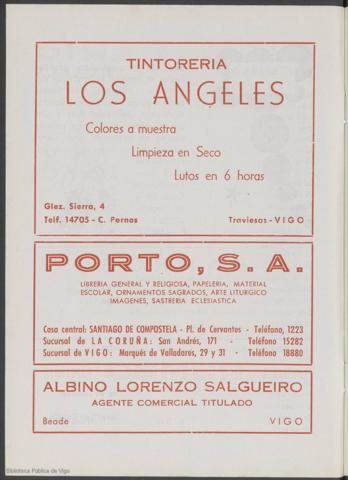 TINTORERIA
LOS ANGELES
Colores a muestra
Limpieza en Seco
Lutos en 6 horas
Glez. Sierra, 4
Telf. 14705 - C. Pernas
Traviesas - VIGO
PORTO, S. A.
LIBRERIA GENERAL Y RELIGIOSA, PAPELERIA, MATERIAL
ESCOLAR, ORNAMENTOS SAGRADOS, ARTE LITURGICO
IMAGENES, SASTRERIA ECLESIASTICA
Casa central: SANTIAGO DE COMPOSTELA - Pl. de Cervantes - Teléfono, 1223
Sucursal de LA CORUÑA: San Andrés, 171 - Teléfono 15282
Sucursal de VIGO: Marqués de Valladares, 29 y 31 - Teléfono 18880
ALBINO LORENZO SALGUEIRO
AGENTE COMERCIAL TITULADO
Beade VIGO
Biblioteca Pública de Vigo